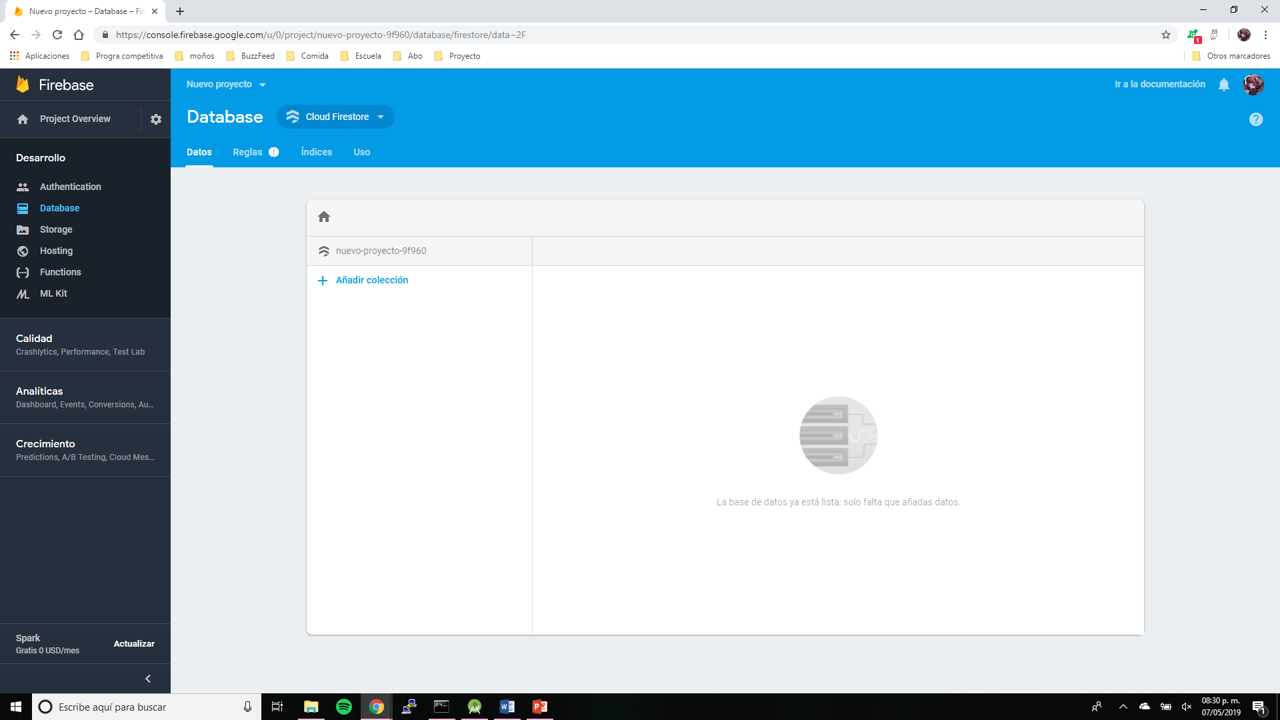 Nuevo proyecto – Database – Fire
https://console.firebase.google.com/u/0/project/nuevo-proyecto-9f960/database/firestore/data~2F
1
Aplicaciones
Progra competitiva
moños
BuzzFeed
Comida
Escuela
Abo
Proyecto
Otros marcadores
Firebase
Nuevo proyecto
Ir a la documentación
Project Overview
Database
Cloud Firestore
?
Datos
Reglas !
Índices
Uso
Desarrollo
Authentication
Database
Storage
Hosting
Functions
ML Kit
nuevo-proyecto-9f960
Añadir colección
La base de datos ya está lista; solo falta que añadas datos.
Calidad
Crashlytics, Performance, Test Lab
Analíticas
Dashboard, Events, Conversions, Au...
Crecimiento
Predictions, A/B Testing, Cloud Mes...
Spark
Gratis 0 USD/mes
Actualizar
Escribe aquí para buscar
08:30 p. m.
07/05/2019
1